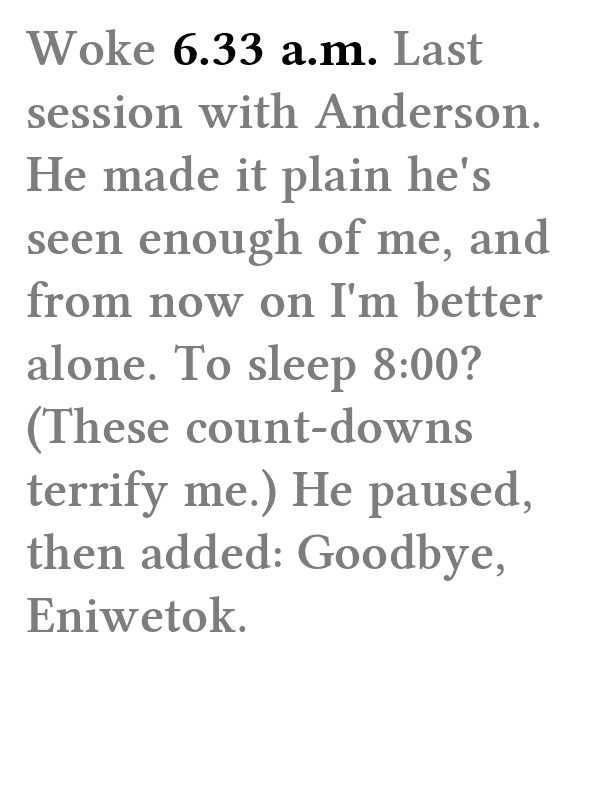 Woke 6.33 a.m. Last
session with Anderson.
He made it plain he's
seen enough of me, and
from now on I'm better
alone. To sleep 8:00?
(These count-downs
terrify me.) He paused,
then added: Goodbye,
Eniwetok.